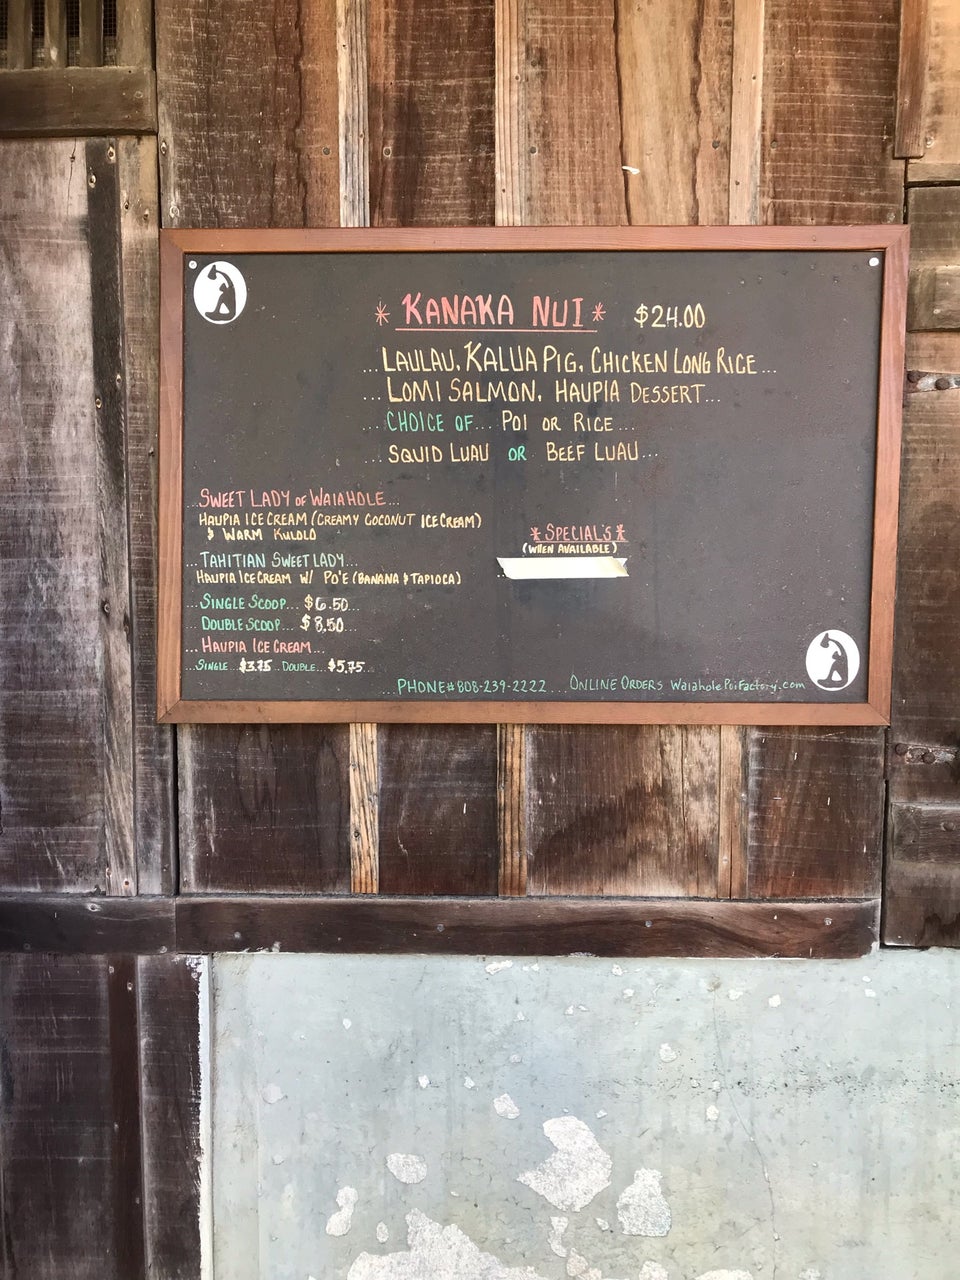 * KANAKA NUI * $24.00
...LAULAU, KALUA PIG, CHICKEN LONG RICE...
...LOMI SALMON, HAUPIA DESSERT...
...CHOICE OF... POI OR RICE...
...SQUID LUAU OR BEEF LUAU...
...SWEET LADY OF WAIAHOLE...
HAUPIA ICE CREAM (CREAMY COCONUT ICE CREAM)
& WARM KULOLO
...TAHITIAN SWEET LADY...
HAUPIA ICE CREAM W/ PO'E (BANANA & TAPIOCA)
...SINGLE SCOOP... $6.50...
...DOUBLE SCOOP... $8.50...
...HAUPIA ICE CREAM...
...SINGLE...$3.75...DOUBLE...$5.75...
*SPECIAL'S*
(WHEN AVAILABLE)
...PHONE# 808-239-2222...ONLINE ORDERS WaiaholePoiFactory.com